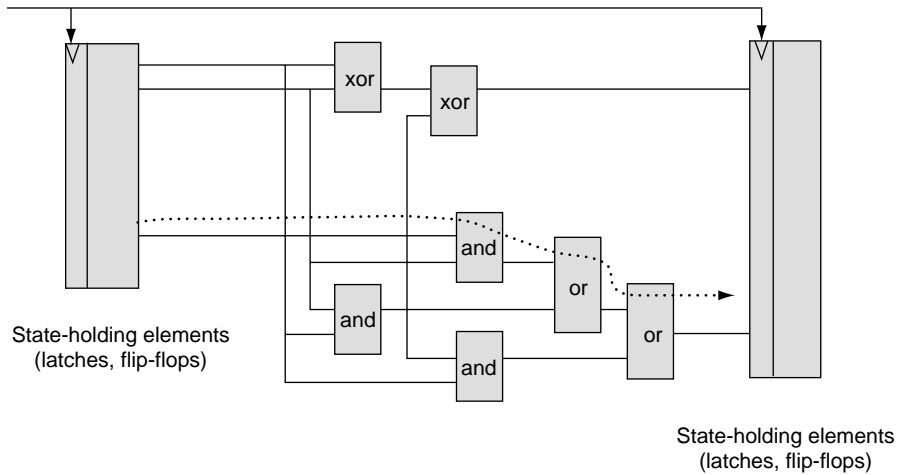 xor
xor
and
or
and
or
and
State-holding elements
(latches, flip-flops)
State-holding elements
(latches, flip-flops)